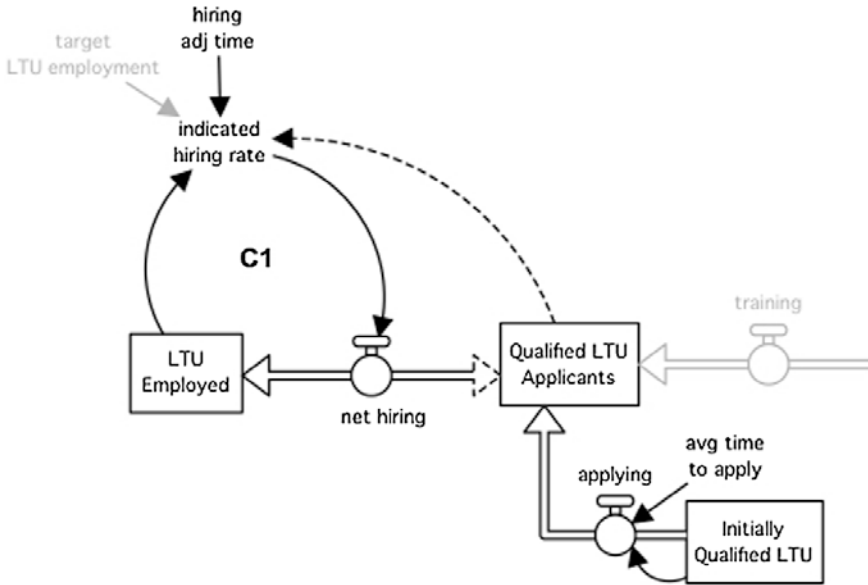 hiring
adj time
target
LTU employment
indicated
hiring rate
C1
training
LTU
Employed
Qualified LTU
Applicants
net hiring
avg time
to apply
applying
Initially
Qualified LTU